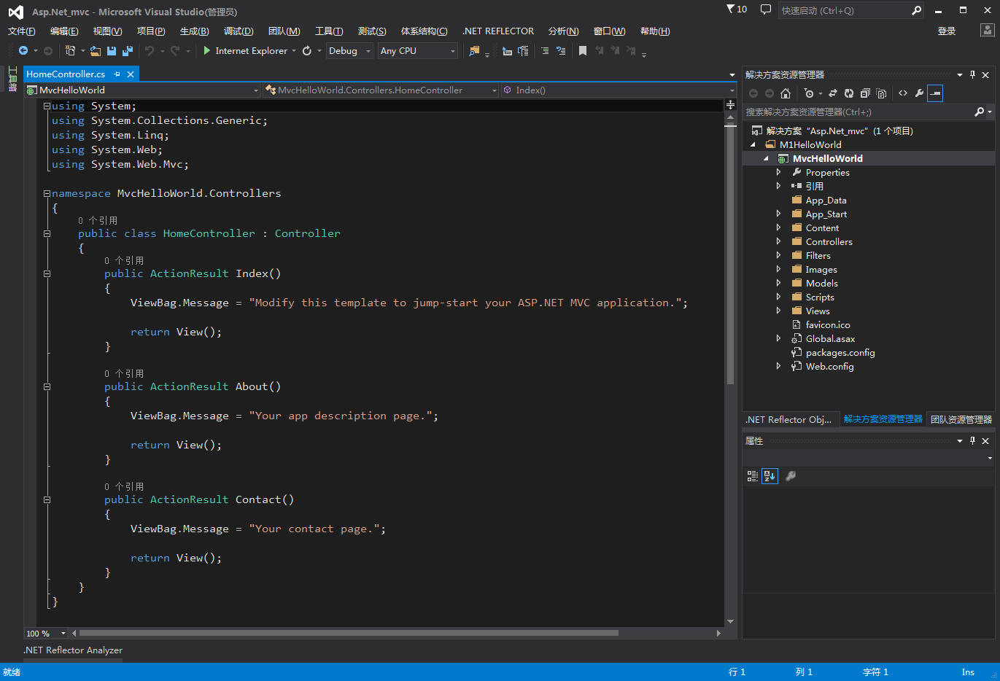 Asp.Net_mvc - Microsoft Visual Studio(管理员)
10
快速启动 (Ctrl+Q)
文件(F) 编辑(E) 视图(V) 项目(P) 生成(B) 调试(D) 团队(M) 工具(T) 测试(S) 体系结构(C) .NET REFLECTOR 分析(N) 窗口(W) 帮助(H) 登录
Internet Explorer Debug Any CPU
工具箱
HomeController.cs
MvcHelloWorld MvcHelloWorld.Controllers.HomeController Index()
using System;
using System.Collections.Generic;
using System.Linq;
using System.Web;
using System.Web.Mvc;
namespace MvcHelloWorld.Controllers
{
0 个引用
public class HomeController : Controller
{
0 个引用
public ActionResult Index()
{
ViewBag.Message = "Modify this template to jump-start your ASP.NET MVC application.";
return View();
}
0 个引用
public ActionResult About()
{
ViewBag.Message = "Your app description page.";
return View();
}
0 个引用
public ActionResult Contact()
{
ViewBag.Message = "Your contact page.";
return View();
}
}
}
100 %
.NET Reflector Analyzer
解决方案资源管理器
搜索解决方案资源管理器(Ctrl+;)
解决方案 "Asp.Net_mvc" (1 个项目)
M1HelloWorld
MvcHelloWorld
Properties
引用
App_Data
App_Start
Content
Controllers
Filters
Images
Models
Scripts
Views
favicon.ico
Global.asax
packages.config
Web.config
.NET Reflector Obj... 解决方案资源管理器 团队资源管理器
属性
就绪 行 1 列 1 字符 1 Ins